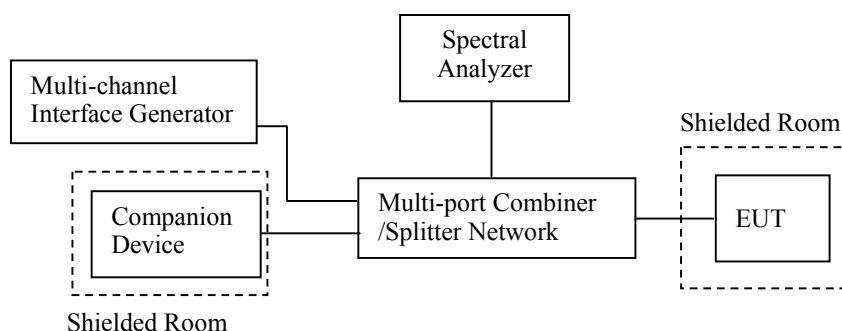 Spectral
Analyzer
Multi-channel
Interface Generator
Shielded Room
Companion
Device
Multi-port Combiner
/Splitter Network
EUT
Shielded Room